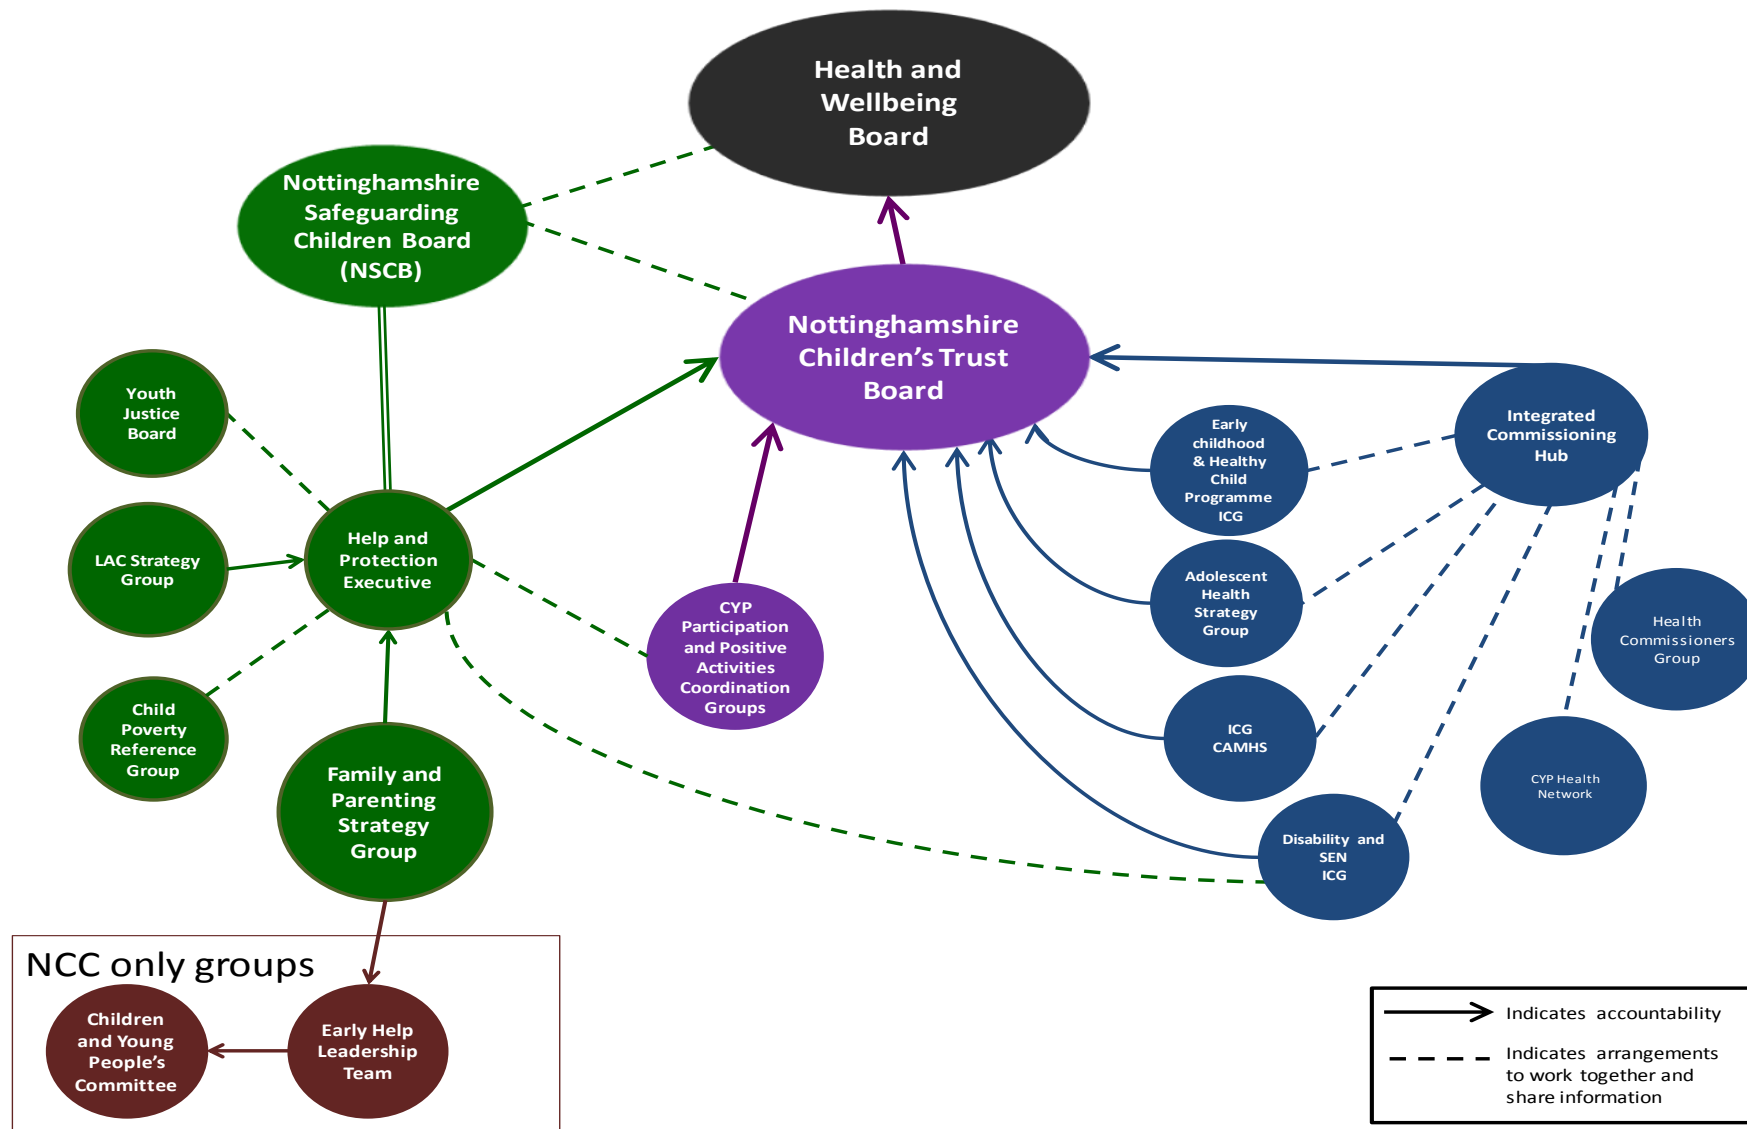 Health and
Wellbeing
Board
Nottinghamshire
Safeguarding
Children Board
(NSCB)
Nottinghamshire
Children's Trust
Board
Youth
Justice
Board
Early
childhood
& Healthy
Child
Programme
ICG
Integrated
Commissioning
Hub
LAC Strategy
Group
Help and
Protection
Executive
Adolescent
Health
Strategy
Group
CYP
Participation
and Positive
Activities
Coordination
Groups
Health
Commissioners
Group
Child
Poverty
Reference
Group
Family and
Parenting
Strategy
Group
ICG
CAMHS
CYP Health
Network
Disability and
SEN
ICG
NCC only groups
Children
and Young
People's
Committee
Early Help
Leadership
Team
Indicates accountability
Indicates arrangements
to work together and
share information